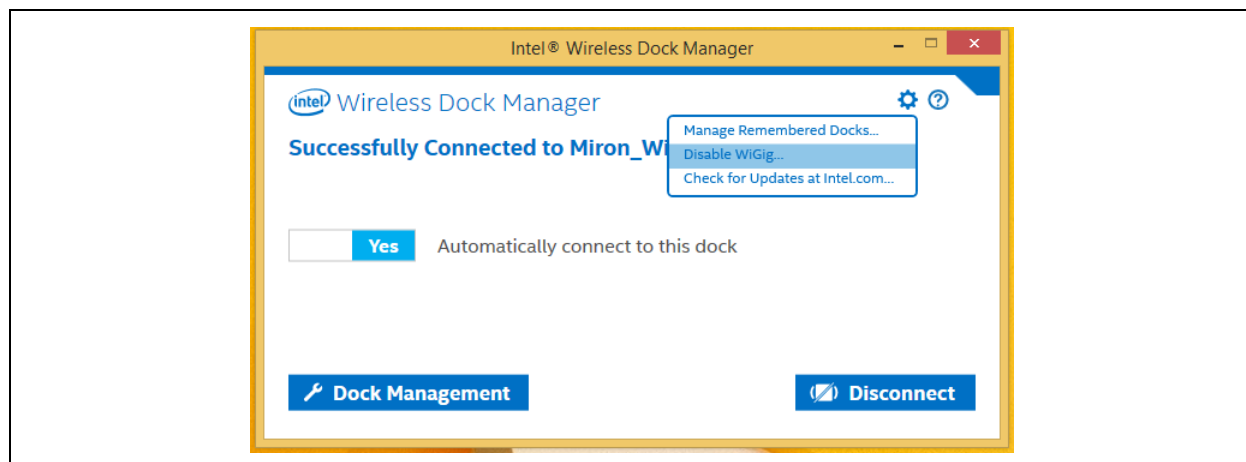 Intel® Wireless Dock Manager
intel Wireless Dock Manager
Successfully Connected to Miron_Wi
Manage Remembered Docks...
Disable WiGig...
Check for Updates at Intel.com...
Yes Automatically connect to this dock
Dock Management
Disconnect